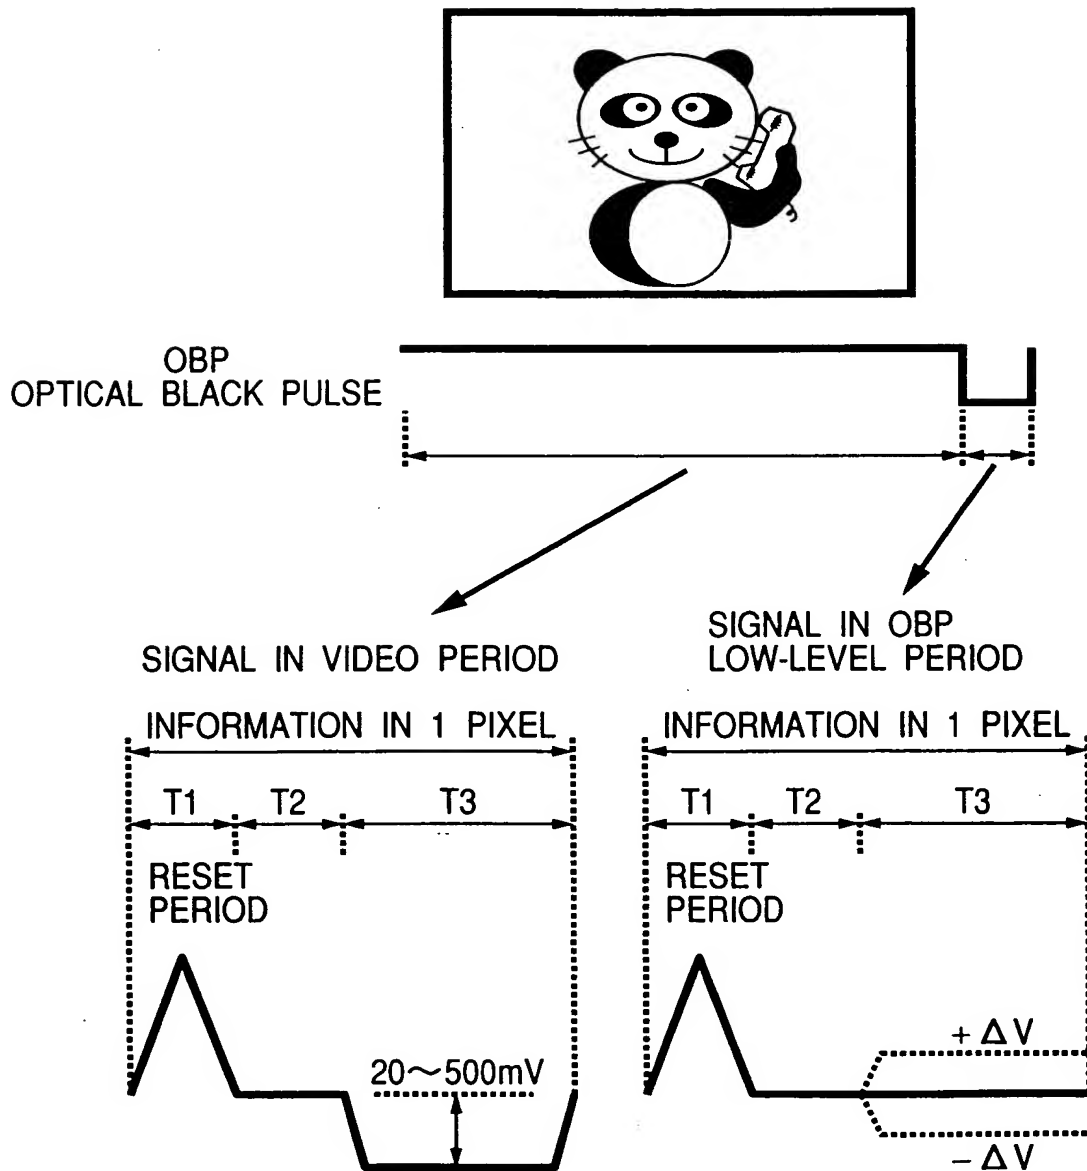 OBP
OPTICAL BLACK PULSE
SIGNAL IN VIDEO PERIOD
SIGNAL IN OBP
LOW-LEVEL PERIOD
INFORMATION IN 1 PIXEL
INFORMATION IN 1 PIXEL
T1 T2 T3
T1 T2 T3
RESET
PERIOD
RESET
PERIOD
20~500mV
+ΔV
-ΔV